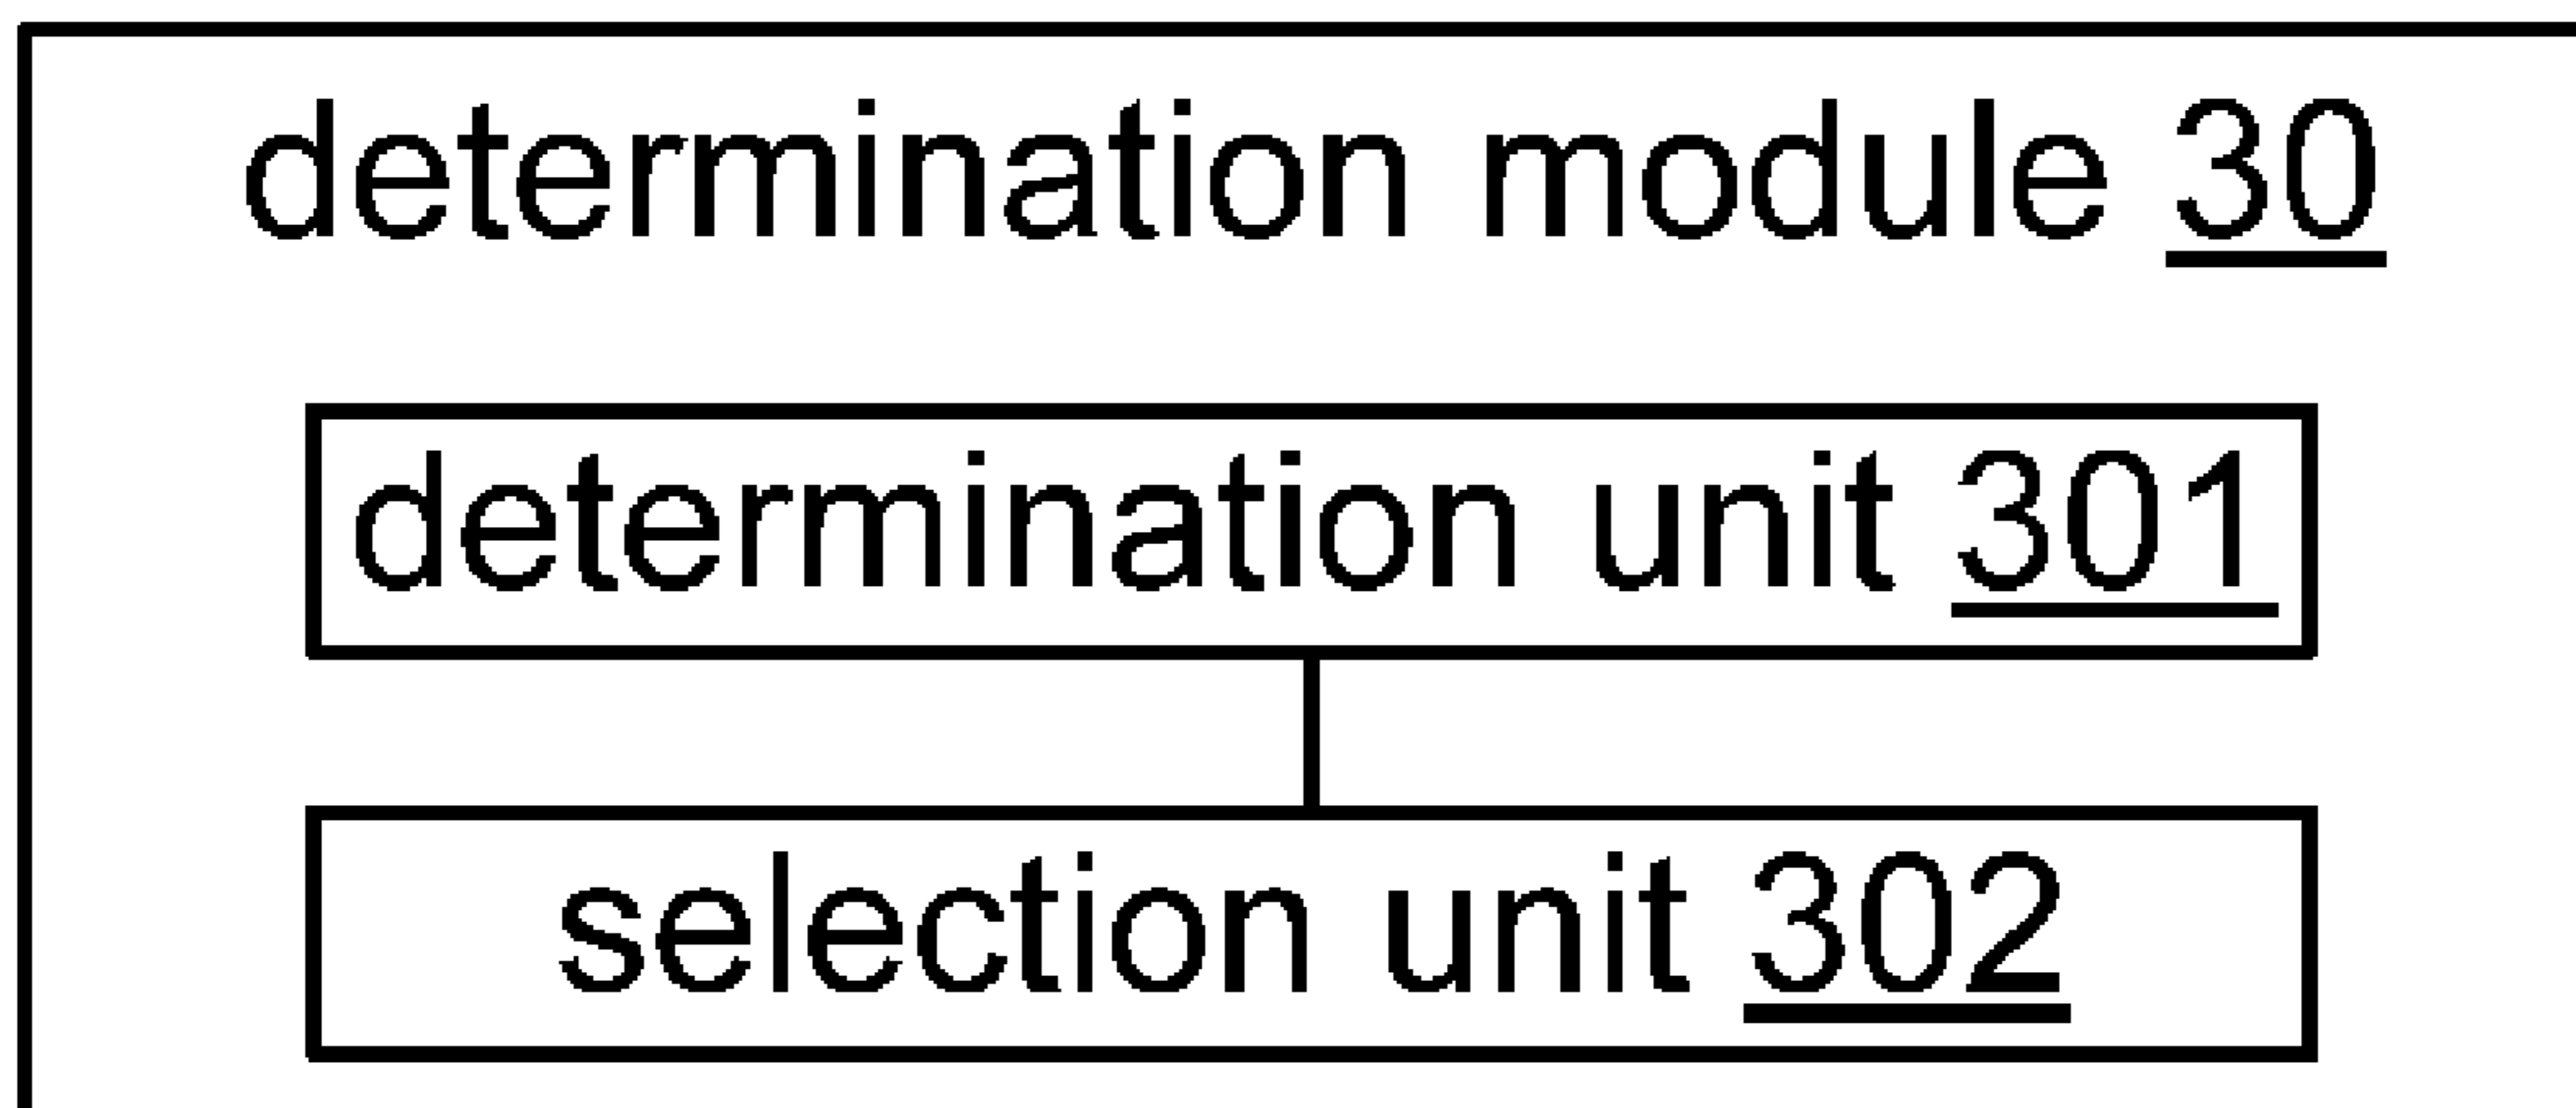 determination module 30
determination unit 301
selection unit 302